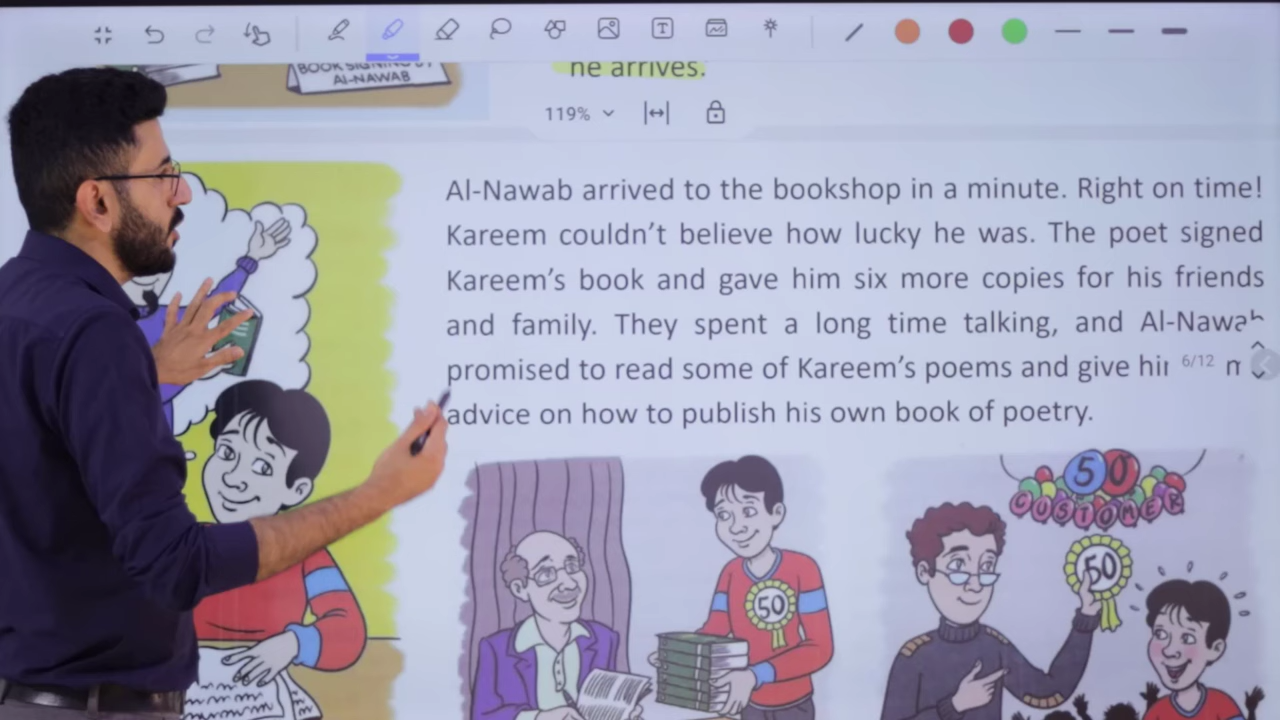 BOOK SIGNING BY
Al-NAWAB
he arrives.
119%
Al-Nawab arrived to the bookshop in a minute. Right on time!
Kareem couldn't believe how lucky he was. The poet signed
Kareem's book and gave him six more copies for his friends
and family. They spent a long time talking, and Al-Nawab
promised to read some of Kareem's poems and give
6/12
advice on how to publish his own book of poetry.
50
CUSTOMER
50
50